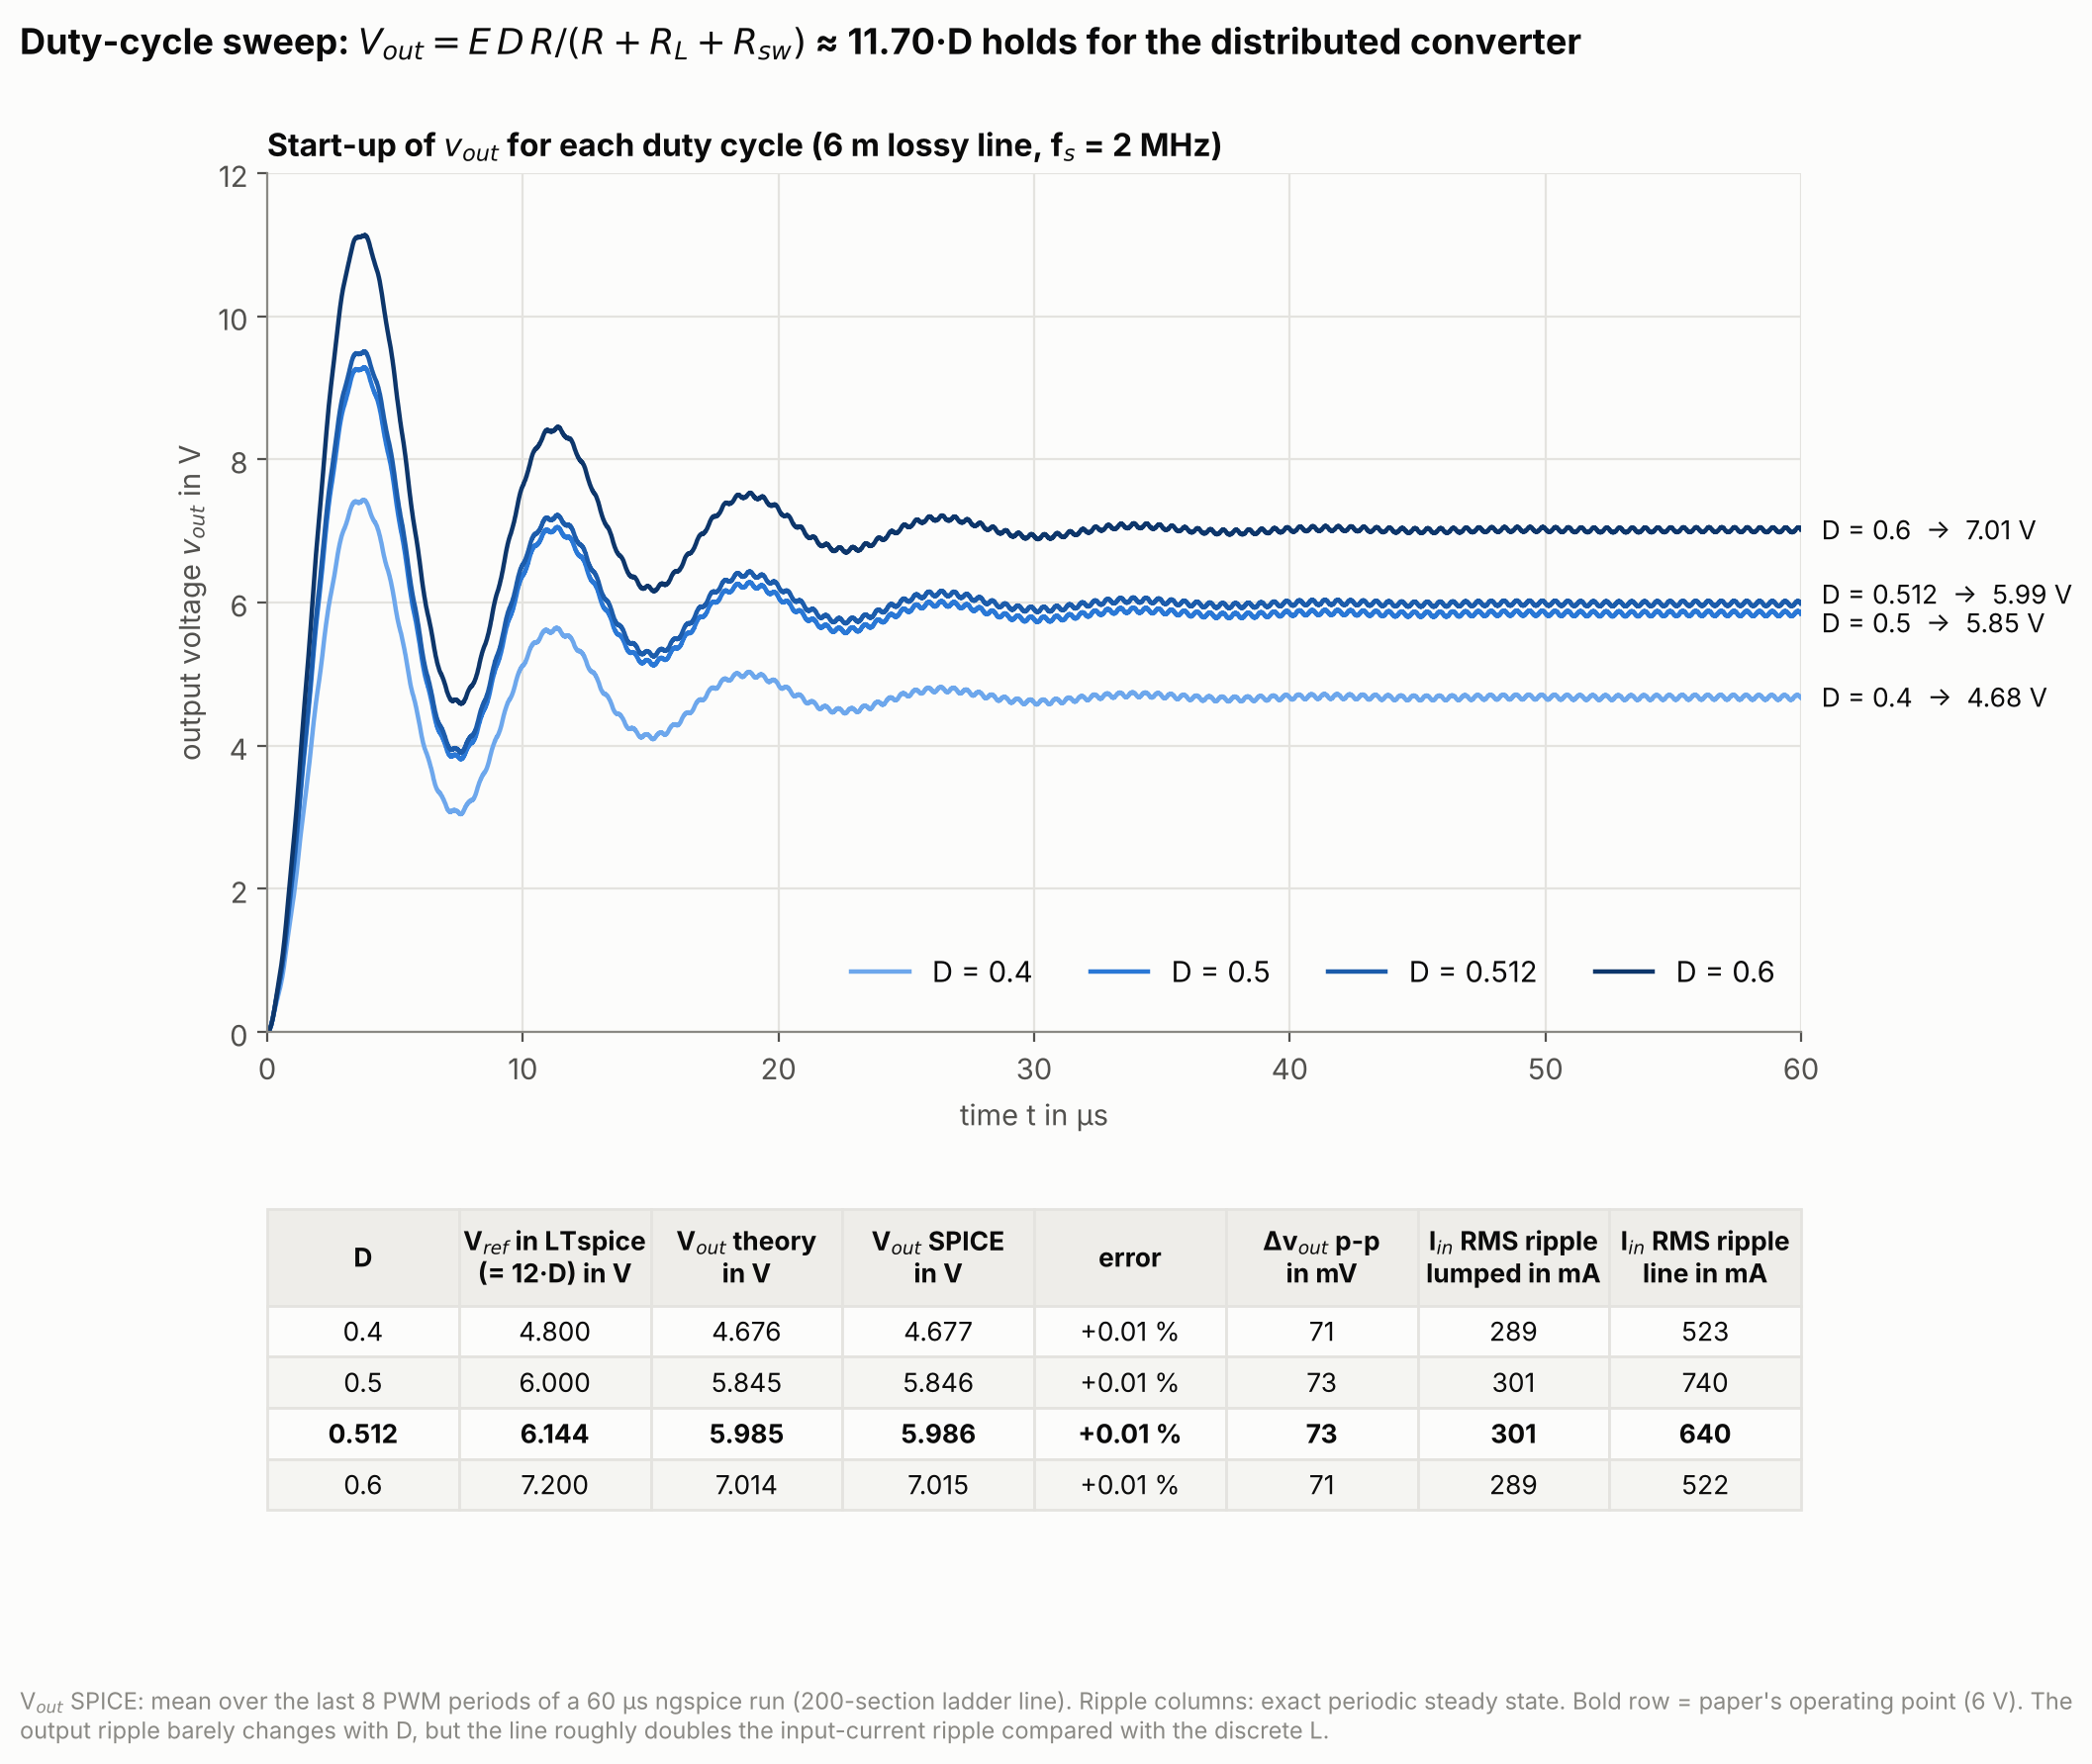 Duty-cycle sweep: V_out = E D R/(R + R_L + R_sw) ≈ 11.70·D holds for the distributed converter
Start-up of v_out for each duty cycle (6 m lossy line, f_s = 2 MHz)
12
10
8
6
4
2
0
output voltage v_out in V
D = 0.6 → 7.01 V
D = 0.512 → 5.99 V
D = 0.5 → 5.85 V
D = 0.4 → 4.68 V
D = 0.4 D = 0.5 D = 0.512 D = 0.6
0 10 20 30 40 50 60
time t in µs
D
V_ref in LTspice
(= 12·D) in V
V_out theory
in V
V_out SPICE
in V
error
Δv_out p-p
in mV
I_in RMS ripple
lumped in mA
I_in RMS ripple
line in mA
0.4 4.800 4.676 4.677 +0.01 % 71 289 523
0.5 6.000 5.845 5.846 +0.01 % 73 301 740
0.512 6.144 5.985 5.986 +0.01 % 73 301 640
0.6 7.200 7.014 7.015 +0.01 % 71 289 522
V_out SPICE: mean over the last 8 PWM periods of a 60 µs ngspice run (200-section ladder line). Ripple columns: exact periodic steady state. Bold row = paper's operating point (6 V). The
output ripple barely changes with D, but the line roughly doubles the input-current ripple compared with the discrete L.